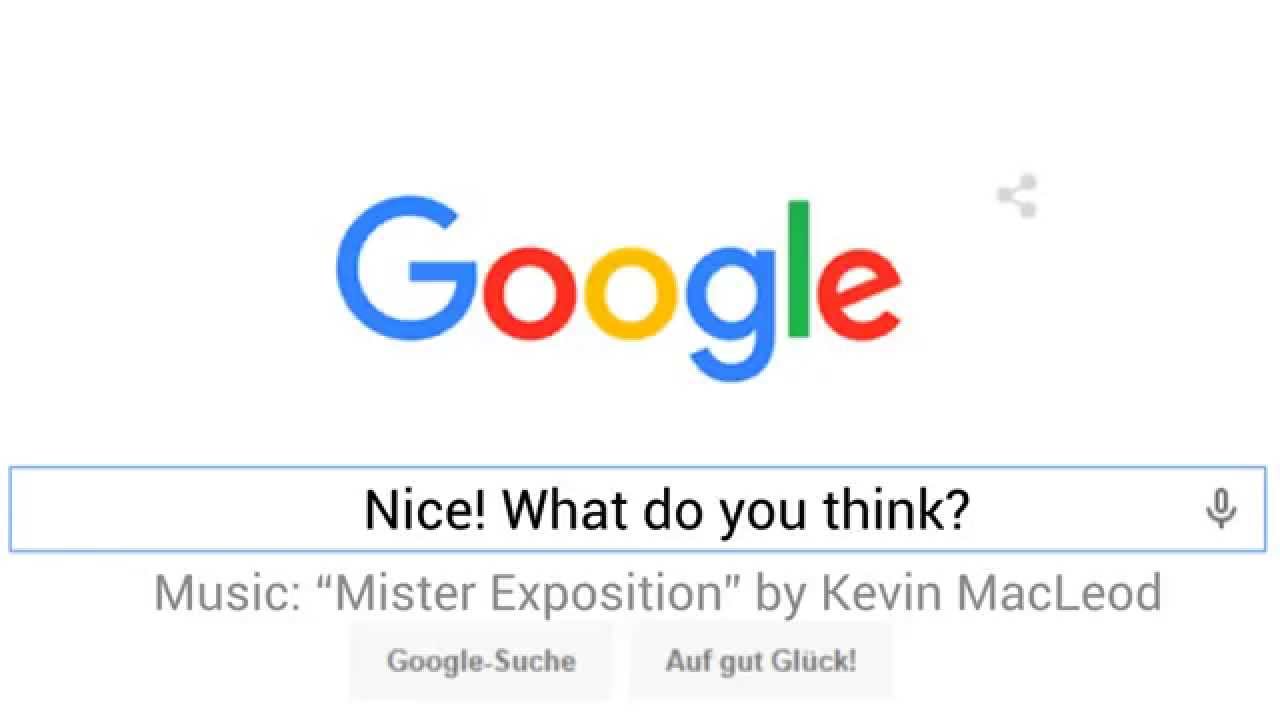 Google
Nice! What do you think?
Music: “Mister Exposition” by Kevin MacLeod
Google-Suche Auf gut Glück!